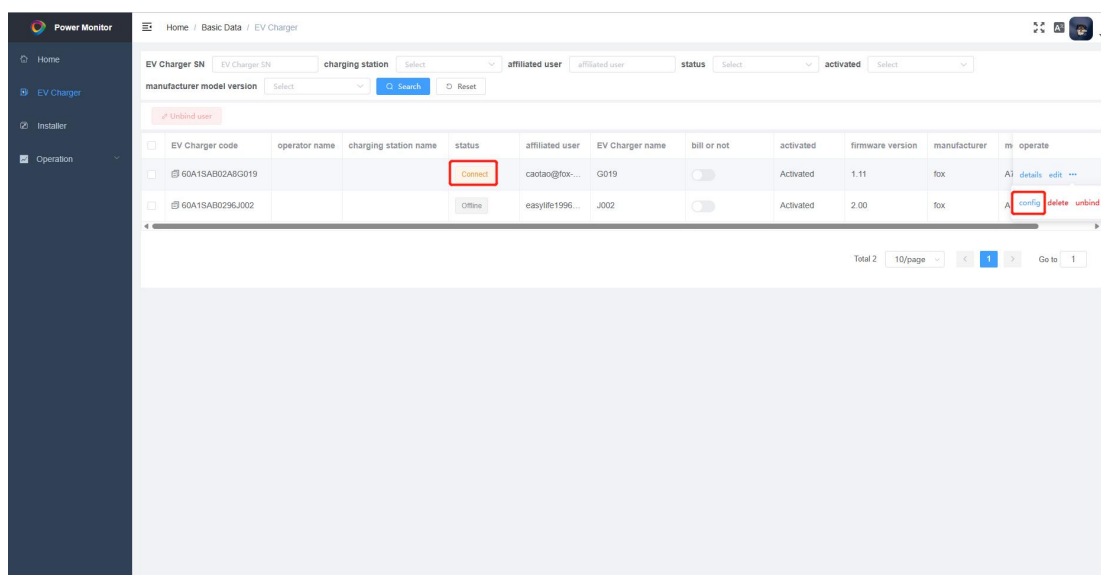 Power Monitor
Home / Basic Data / EV Charger
Home
EV Charger
Installer
Operation
EV Charger SN EV Charger SN charging station Select affiliated user affiliated user status Select activated Select
manufacturer model version Select Search Reset
Unbind user
EV Charger code operator name charging station name status affiliated user EV Charger name bill or not activated firmware version manufacturer operate
60A1SAB02A8G019 Connect caotao@fox-... G019 Activated 1.11 fox details edit ...
60A1SAB0296J002 Offline easylife1996... J002 Activated 2.00 fox config delete unbind
Total 2 10/page < 1 > Go to 1